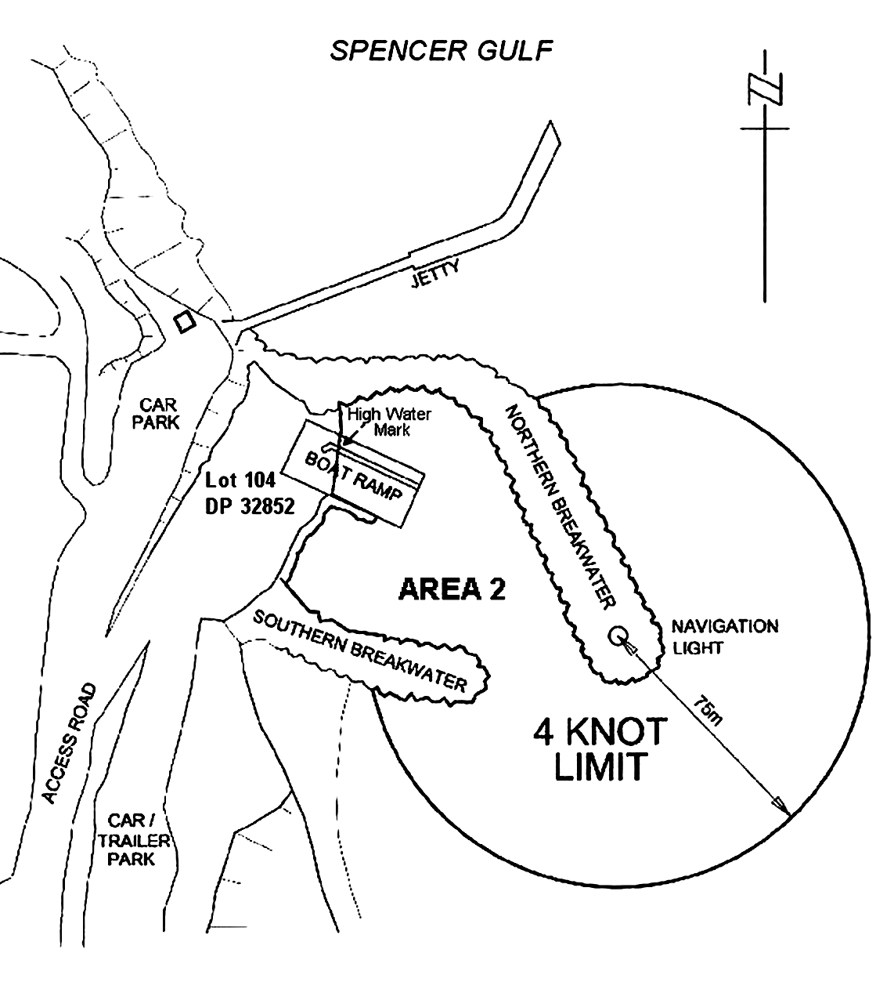 SPENCER GULF
N
JETTY
CAR
PARK
High Water
Mark
BOAT RAMP
Lot 104
DP 32852
NORTHERN BREAKWATER
AREA 2
SOUTHERN BREAKWATER
NAVIGATION
LIGHT
75m
4 KNOT
LIMIT
ACCESS ROAD
CAR /
TRAILER
PARK